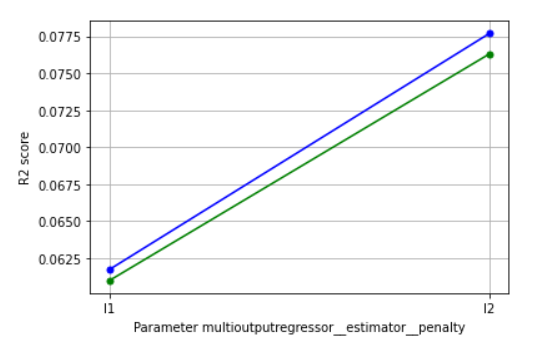 0.0775
0.0750
0.0725
0.0700
0.0675
0.0650
0.0625
R2 score
l1
l2
Parameter multioutputregressor__estimator__penalty